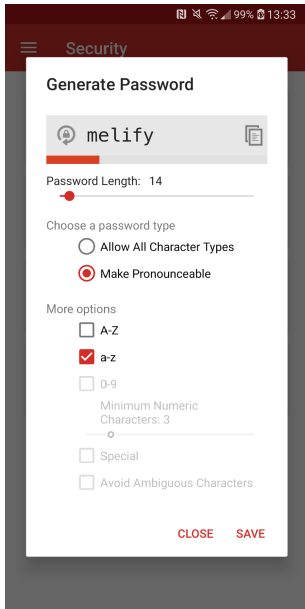 99% 13:33
Security
Generate Password
melify
Password Length: 14
Choose a password type
Allow All Character Types
Make Pronounceable
More options
A-Z
a-z
0-9
Minimum Numeric
Characters: 3
Special
Avoid Ambiguous Characters
CLOSE SAVE